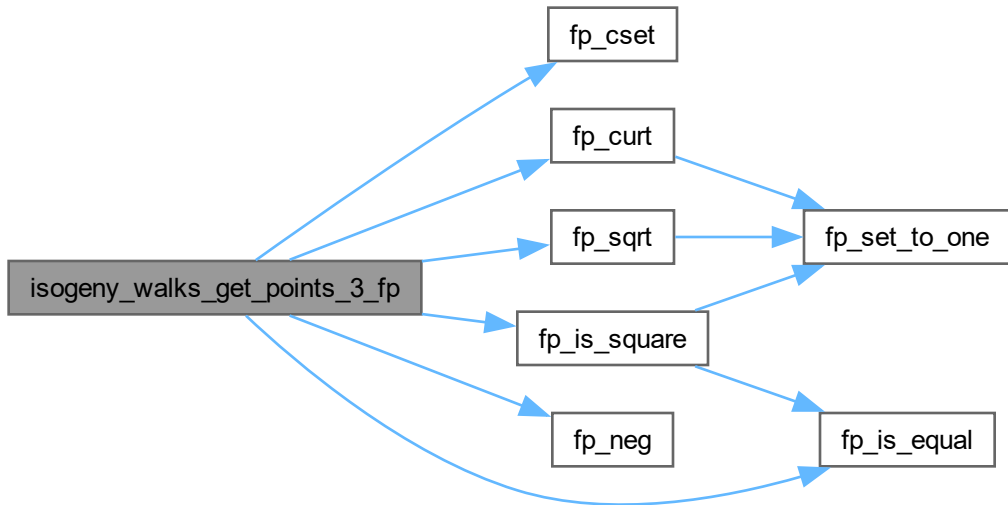 isogeny_walks_get_points_3_fp
fp_cset
fp_curt
fp_sqrt
fp_is_square
fp_neg
fp_set_to_one
fp_is_equal